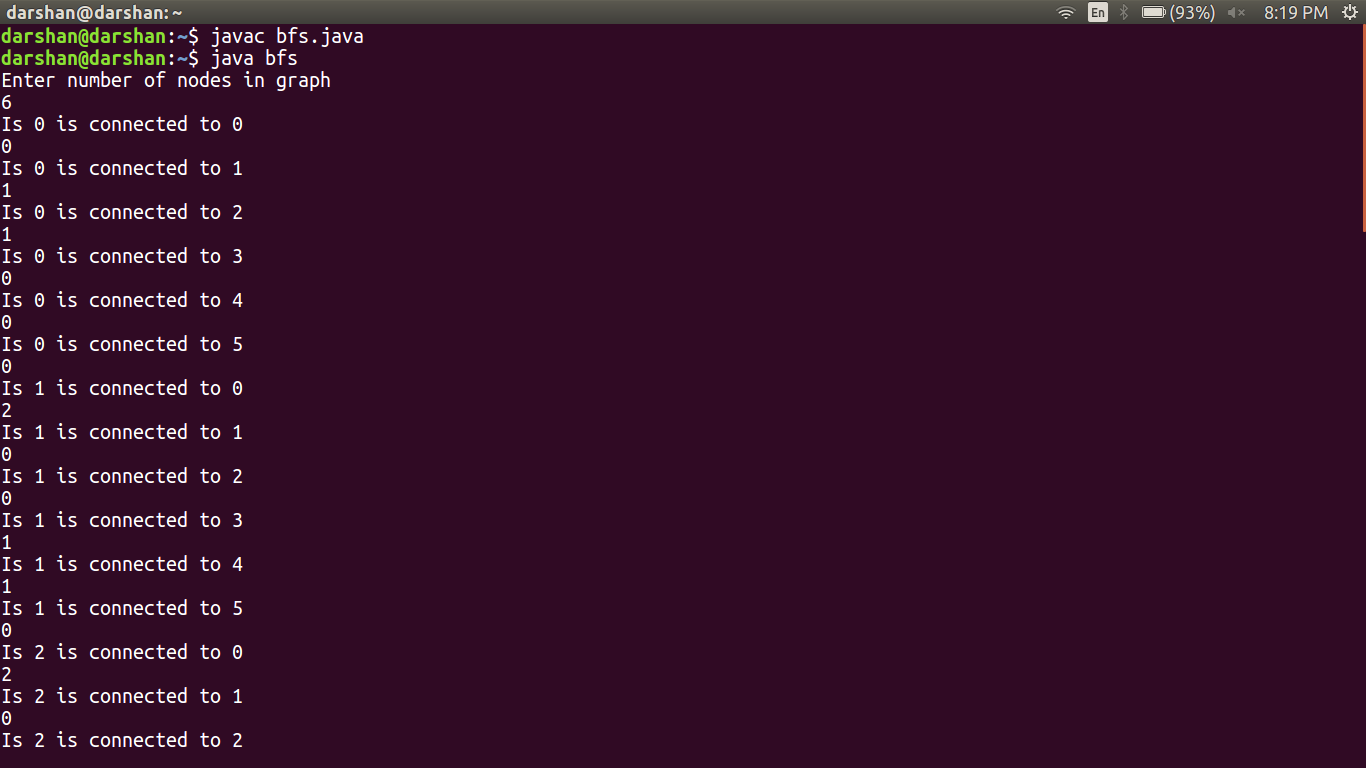 darshan@darshan: ~
En (93%) 8:19 PM
darshan@darshan:~$ javac bfs.java
darshan@darshan:~$ java bfs
Enter number of nodes in graph
6
Is 0 is connected to 0
0
Is 0 is connected to 1
1
Is 0 is connected to 2
1
Is 0 is connected to 3
0
Is 0 is connected to 4
0
Is 0 is connected to 5
0
Is 1 is connected to 0
2
Is 1 is connected to 1
0
Is 1 is connected to 2
0
Is 1 is connected to 3
1
Is 1 is connected to 4
1
Is 1 is connected to 5
0
Is 2 is connected to 0
2
Is 2 is connected to 1
0
Is 2 is connected to 2